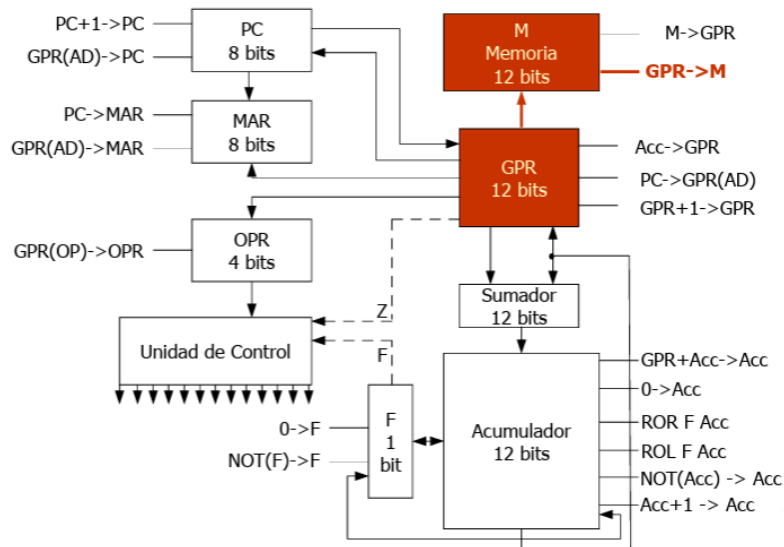 PC+1->PC
GPR(AD)->PC
PC
8 bits
M
Memoria
12 bits
M->GPR
GPR->M
PC->MAR
GPR(AD)->MAR
MAR
8 bits
GPR
12 bits
Acc->GPR
PC->GPR(AD)
GPR+1->GPR
GPR(OP)->OPR
OPR
4 bits
Sumador
12 bits
Z
F
Unidad de Control
0->F
NOT(F)->F
F
1
bit
Acumulador
12 bits
GPR+Acc->Acc
0->Acc
ROR F Acc
ROL F Acc
NOT(Acc) -> Acc
Acc+1 -> Acc